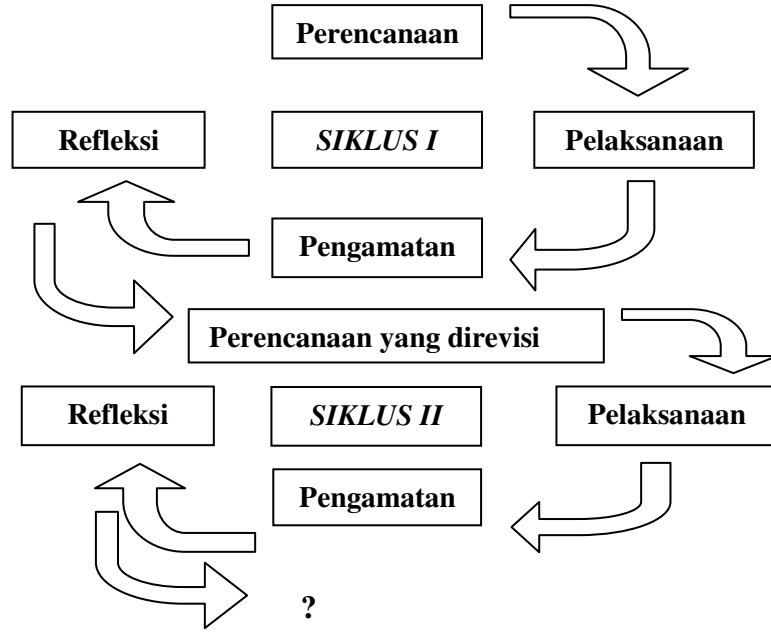 Perencanaan
Refleksi
SIKLUS I
Pelaksanaan
Pengamatan
Perencanaan yang direvisi
Refleksi
SIKLUS II
Pelaksanaan
Pengamatan
?